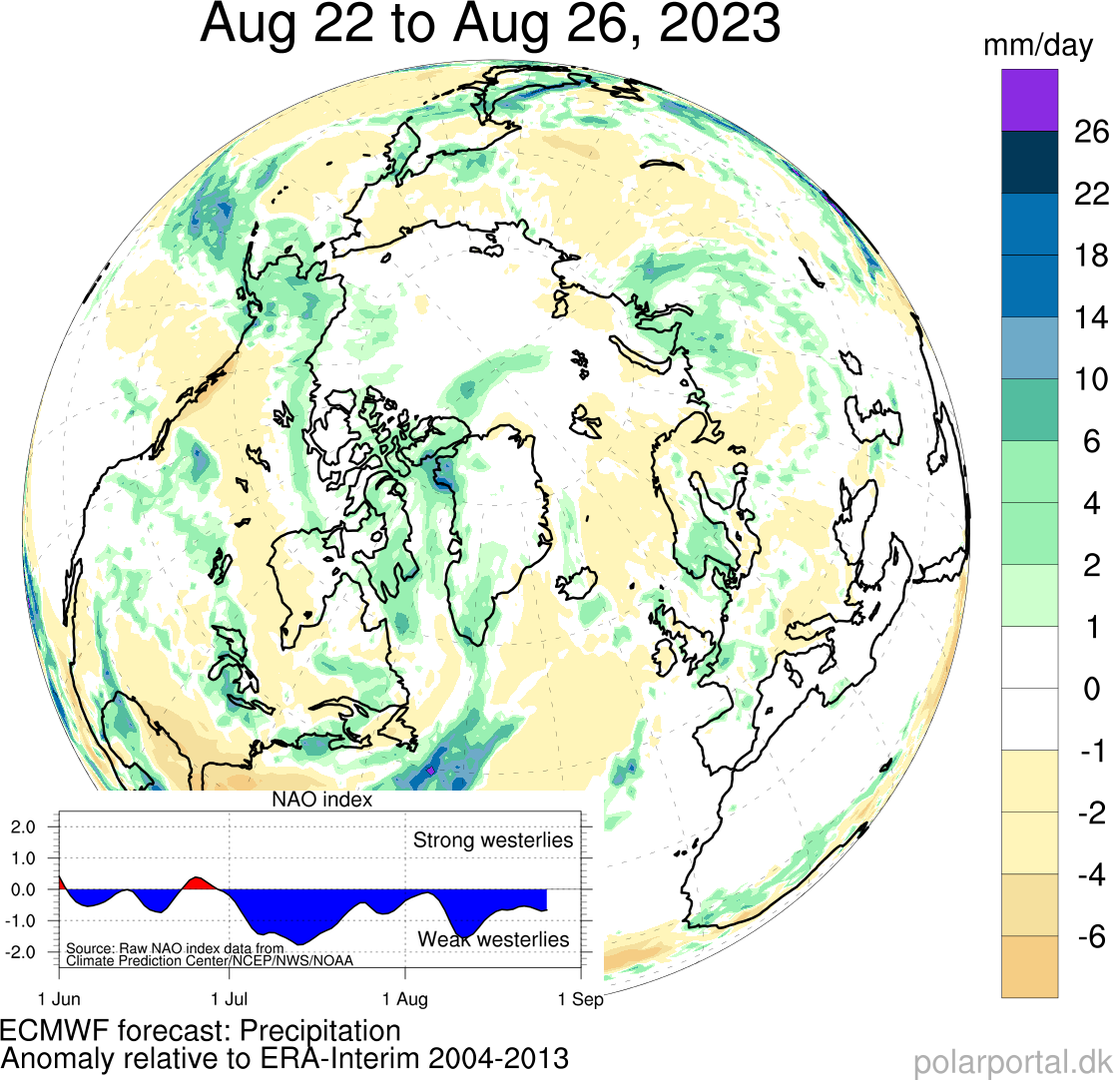 Aug 22 to Aug 26, 2023
mm/day
26
22
18
14
10
6
4
2
1
0
-1
-2
-4
-6
NAO index
2.0
1.0
0.0
-1.0
-2.0
Strong westerlies
Weak westerlies
Source: Raw NAO index data from
Climate Prediction Center/NCEP/NWS/NOAA
1 Jun
1 Jul
1 Aug
1 Sep
ECMWF forecast: Precipitation
Anomaly relative to ERA-Interim 2004-2013
polarportal.dk